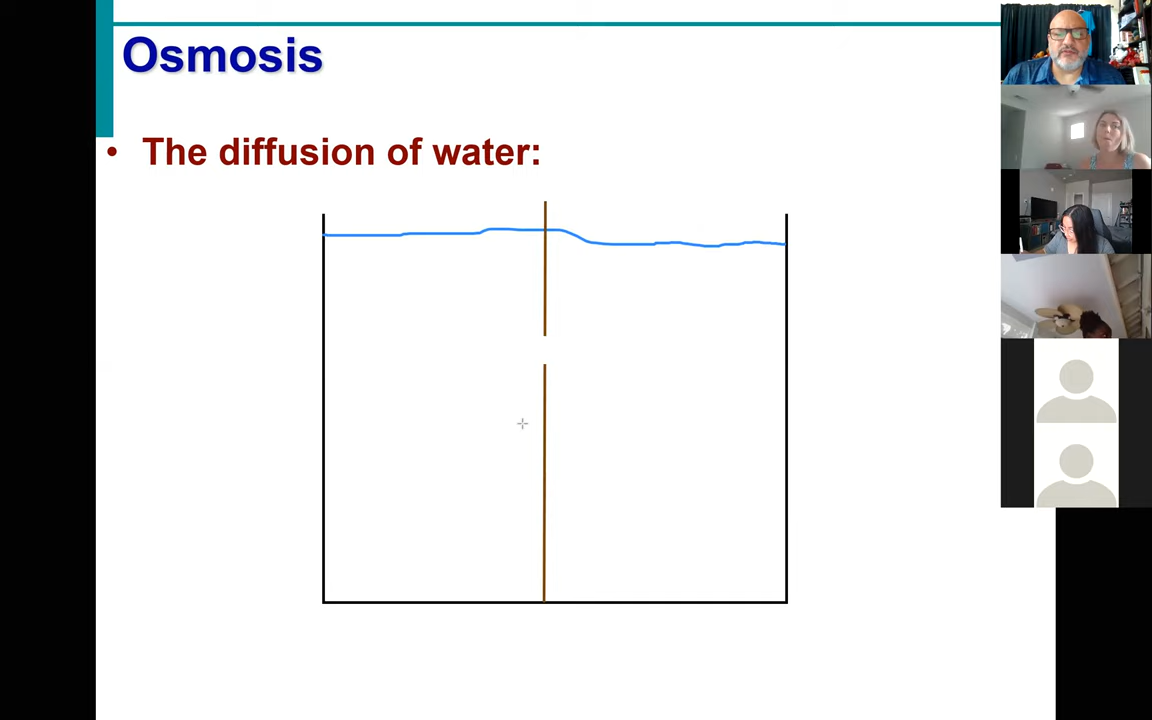 Osmosis
• The diffusion of water: